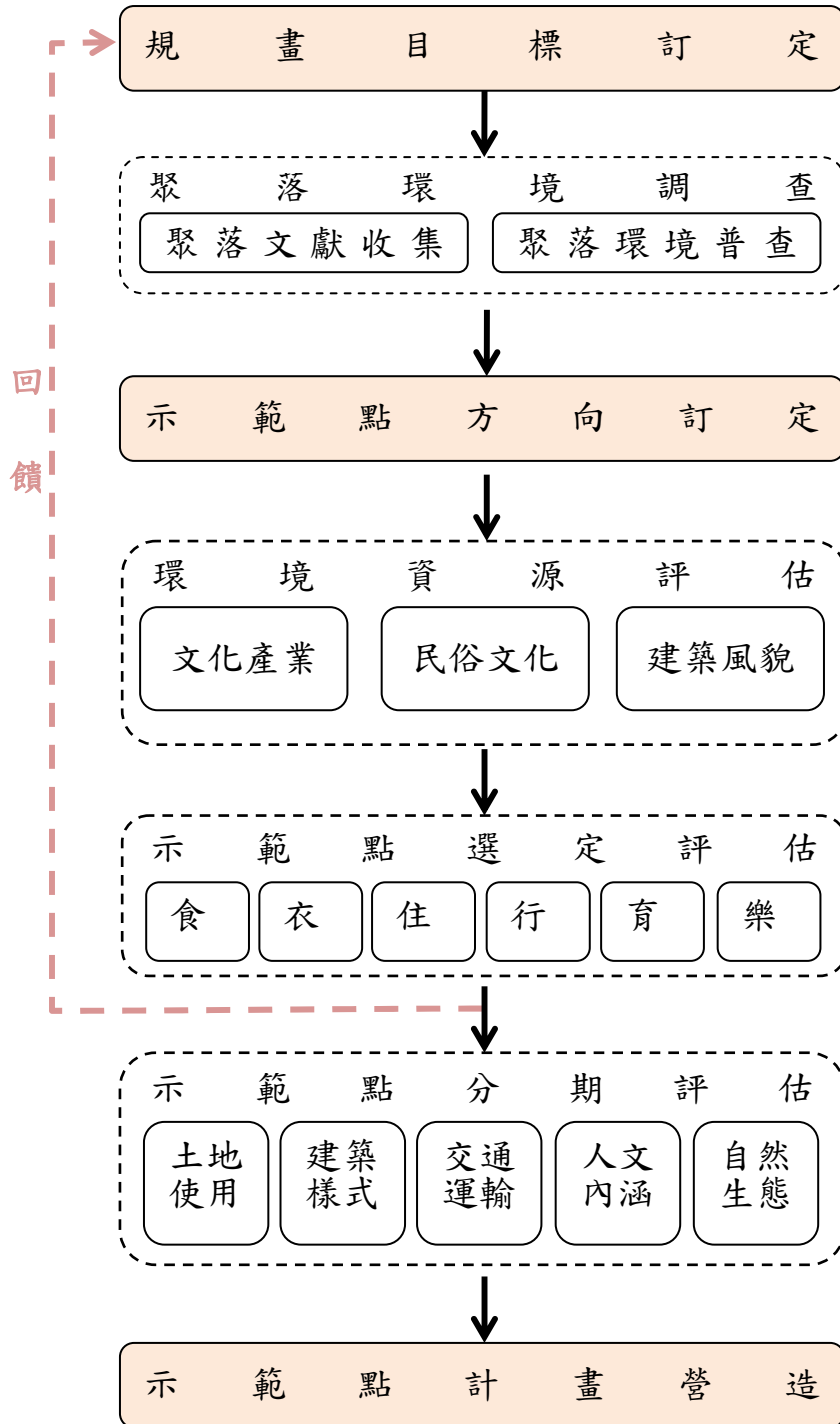 規畫目標訂定
聚落環境調查
聚落文獻收集
聚落環境普查
示範點方向訂定
回
饋
環境資源評估
文化產業
民俗文化
建築風貌
示範點選定評估
食
衣
住
行
育
樂
示範點分期評估
土地
使用
建築
樣式
交通
運輸
人文
內涵
自然
生態
示範點計畫營造